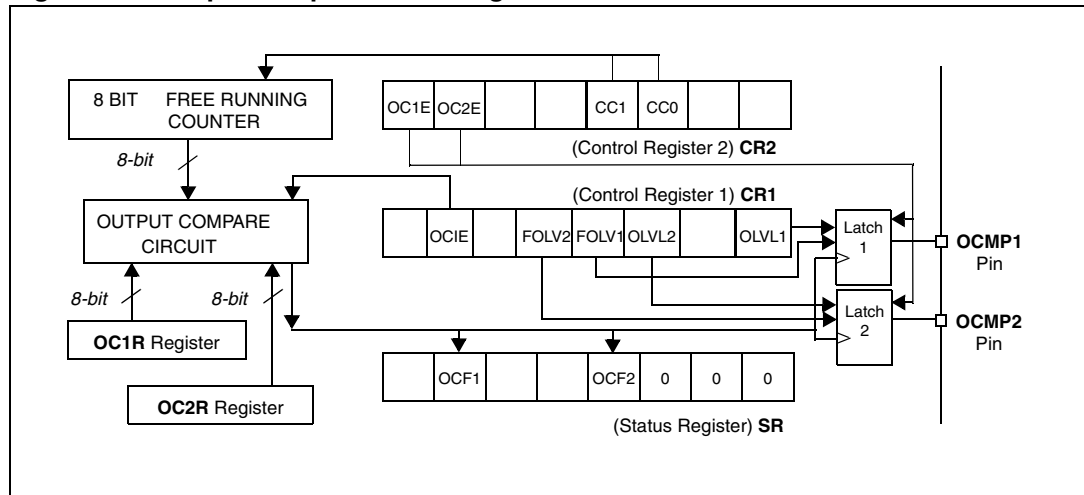 8 BIT FREE RUNNING
COUNTER
8-bit
OC1E OC2E CC1 CC0
(Control Register 2) CR2
OUTPUT COMPARE
CIRCUIT
(Control Register 1) CR1
OCIE FOLV2 FOLV1 OLVL2 OLVL1
Latch
1
OCMP1
Pin
8-bit 8-bit
OC1R Register
Latch
2
OCMP2
Pin
OCF1 OCF2 0 0 0
OC2R Register
(Status Register) SR